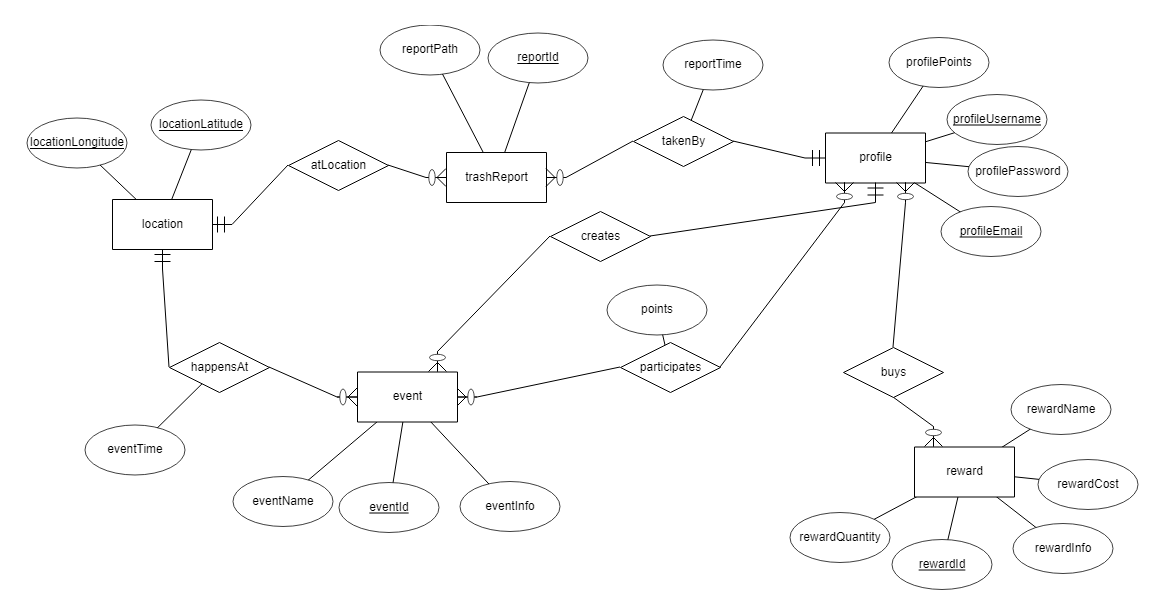 reportPath
reportId
reportTime
profilePoints
locationLongitude
locationLatitude
profileUsername
takenBy
profile
atLocation
trashReport
profilePassword
location
creates
profileEmail
points
happensAt
participates
buys
event
rewardName
eventTime
reward
rewardCost
eventName
eventId
eventInfo
rewardQuantity
rewardId
rewardInfo